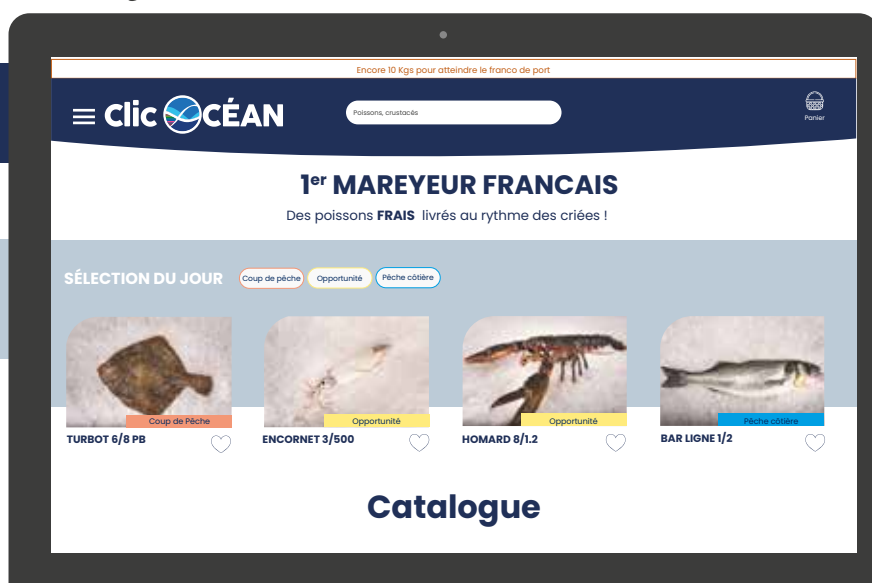 Encore 10 Kgs pour atteindre le franco de port
Clic OCÉAN
Poissons, crustacés
Panier
1er MAREYEUR FRANCAIS
Des poissons FRAIS livrés au rythme des criées !
SÉLECTION DU JOUR
Coup de pêche
Opportunité
Pêche côtière
Coup de Pêche
Opportunité
Opportunité
Pêche côtière
TURBOT 6/8 PB
ENCORNET 3/500
HOMARD 8/1.2
BAR LIGNE 1/2
Catalogue